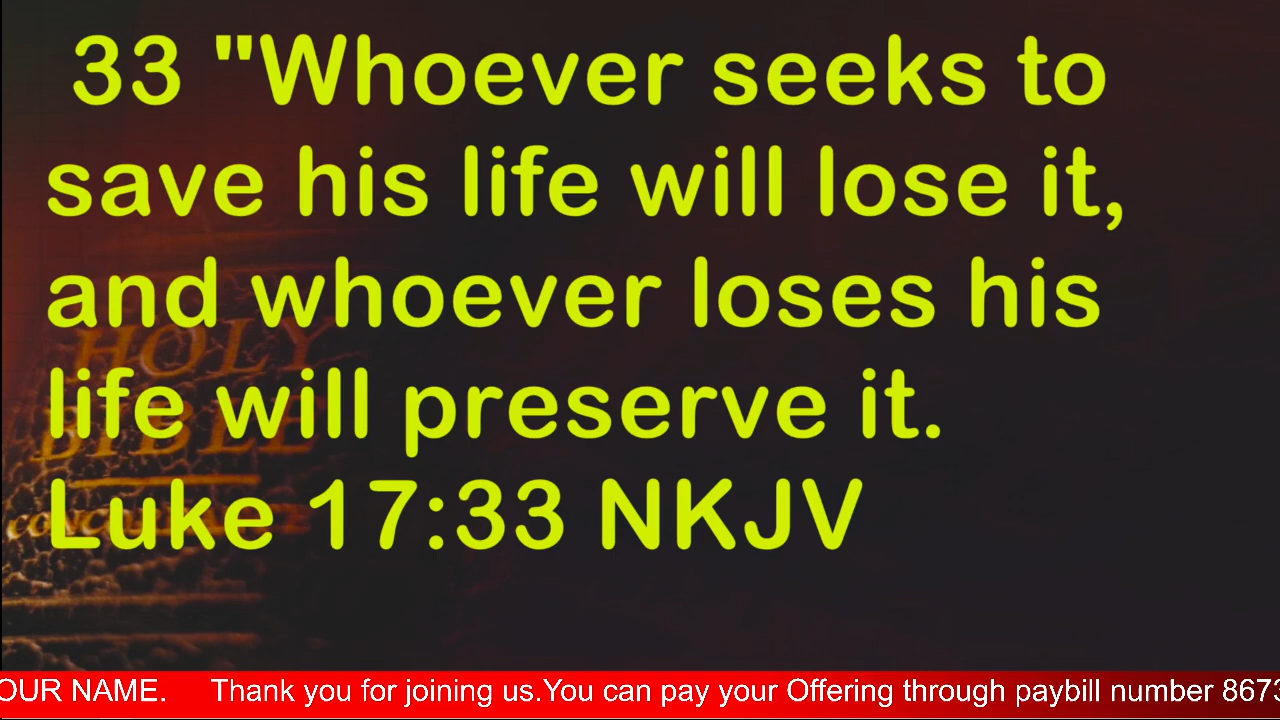 33 "Whoever seeks to
save his life will lose it,
and whoever loses his
life will preserve it.
Luke 17:33 NKJV
HOLY
BIBLE
OUR NAME. Thank you for joining us.You can pay your Offering through paybill number 8673